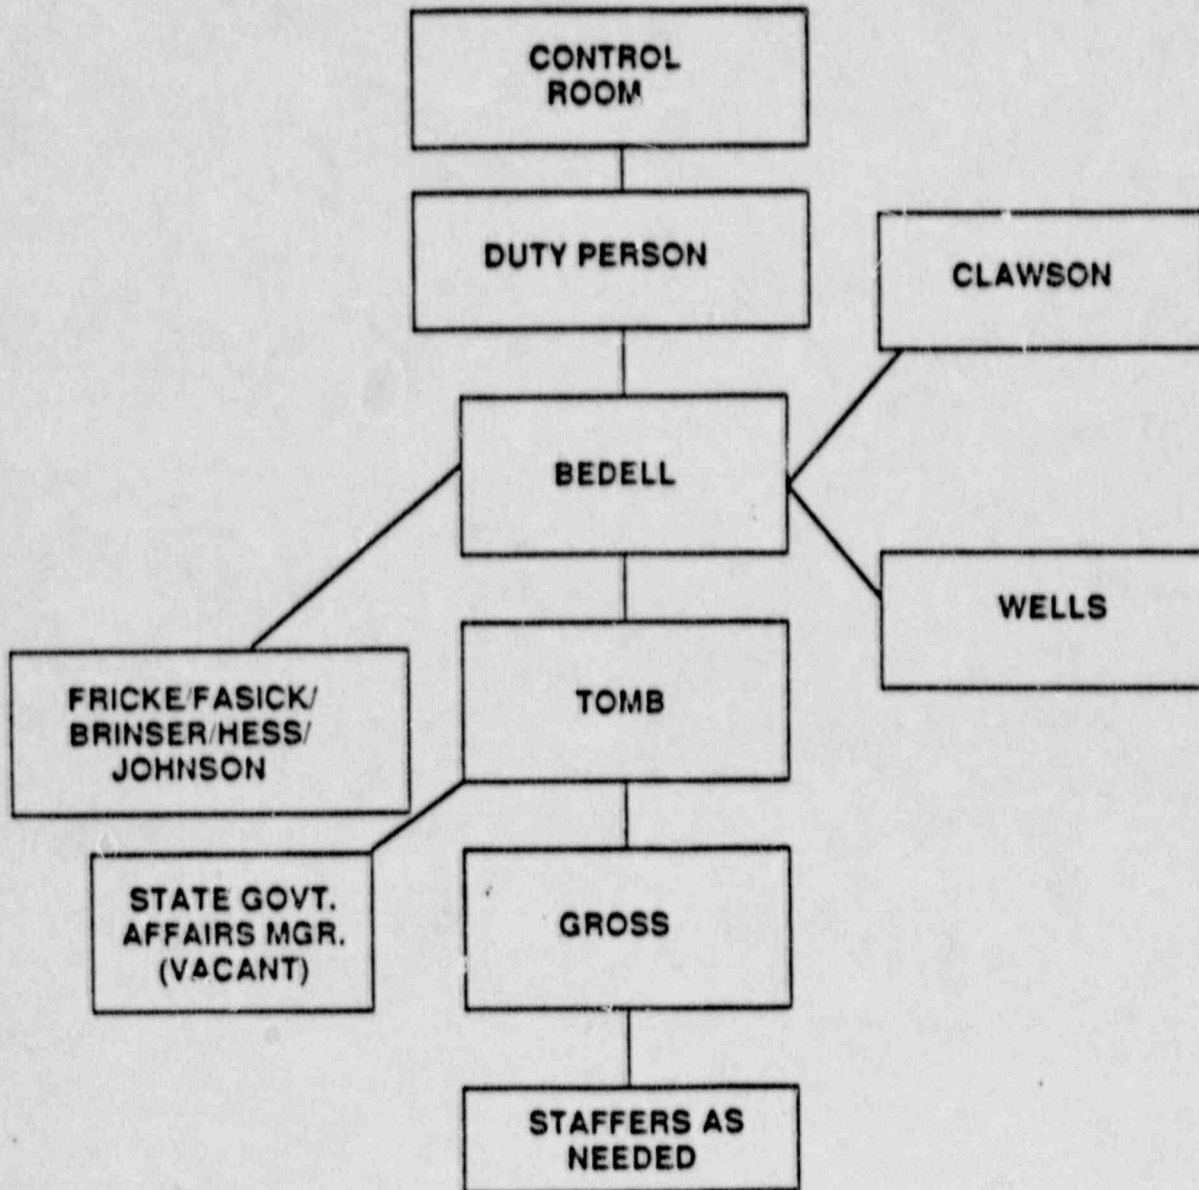 CONTROL
ROOM
DUTY PERSON
CLAWSON
BEDELL
WELLS
FRICKE/FASICK/
BRINSER/HESS/
JOHNSON
TOMB
STATE GOVT.
AFFAIRS MGR.
(VACANT)
GROSS
STAFFERS AS
NEEDED